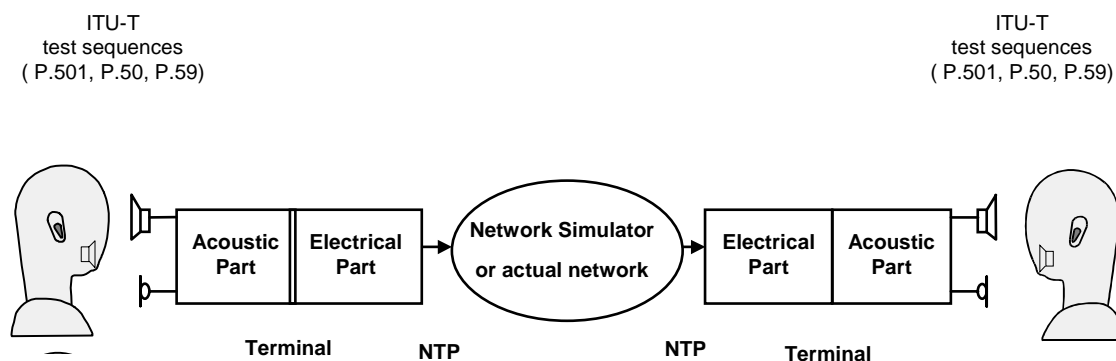 ITU-T
test sequences
( P.501, P.50, P.59)
ITU-T
test sequences
( P.501, P.50, P.59)
Acoustic
Part
Electrical
Part
Network Simulator
or actual network
Electrical
Part
Acoustic
Part
Terminal
NTP
NTP
Terminal